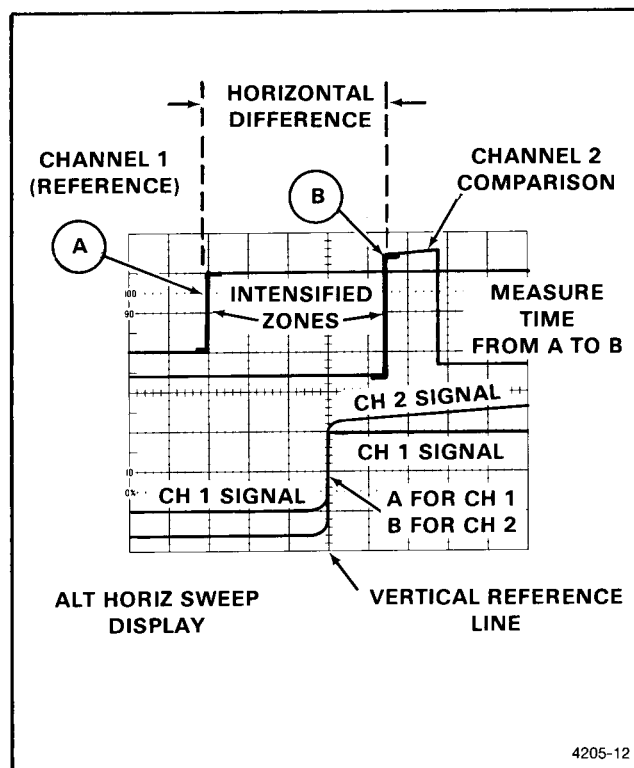 HORIZONTAL
DIFFERENCE
CHANNEL 1
(REFERENCE)
CHANNEL 2
COMPARISON
A
B
100
90
INTENSIFIED
ZONES
MEASURE
TIME
FROM A TO B
CH 2 SIGNAL
CH 1 SIGNAL
10
0%
CH 1 SIGNAL
A FOR CH 1
B FOR CH 2
ALT HORIZ SWEEP
DISPLAY
VERTICAL REFERENCE
LINE
4205-12